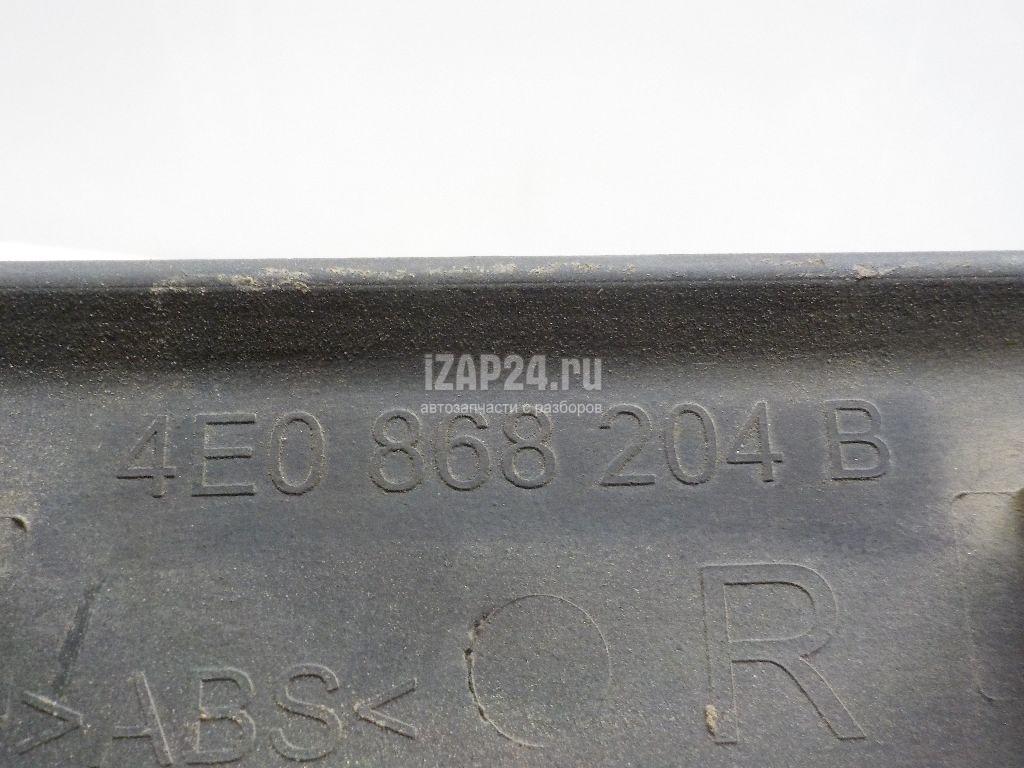 iZAP24.ru
автозапчасти с разборов
4E0 868 204 B
R
>ABS<